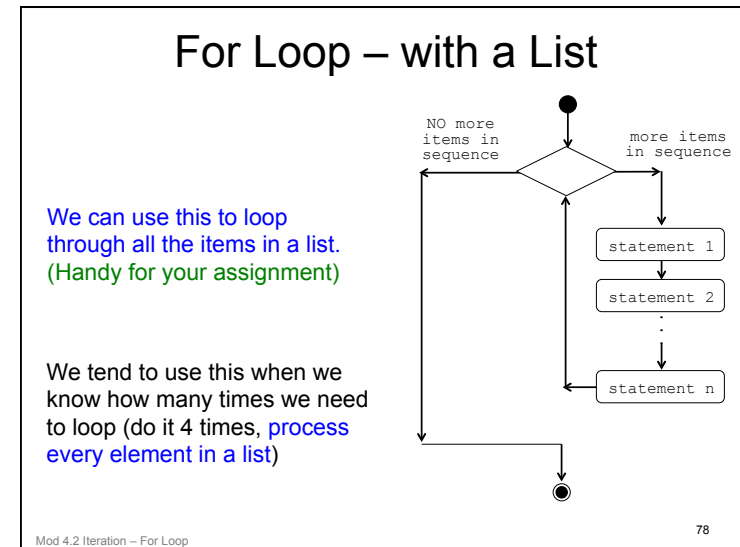 For Loop – with a List
NO more
items in
sequence
more items
in sequence
We can use this to loop
through all the items in a list.
(Handy for your assignment)
statement 1
statement 2
.
.
.
statement n
We tend to use this when we
know how many times we need
to loop (do it 4 times, process
every element in a list)
Mod 4.2 Iteration – For Loop
78